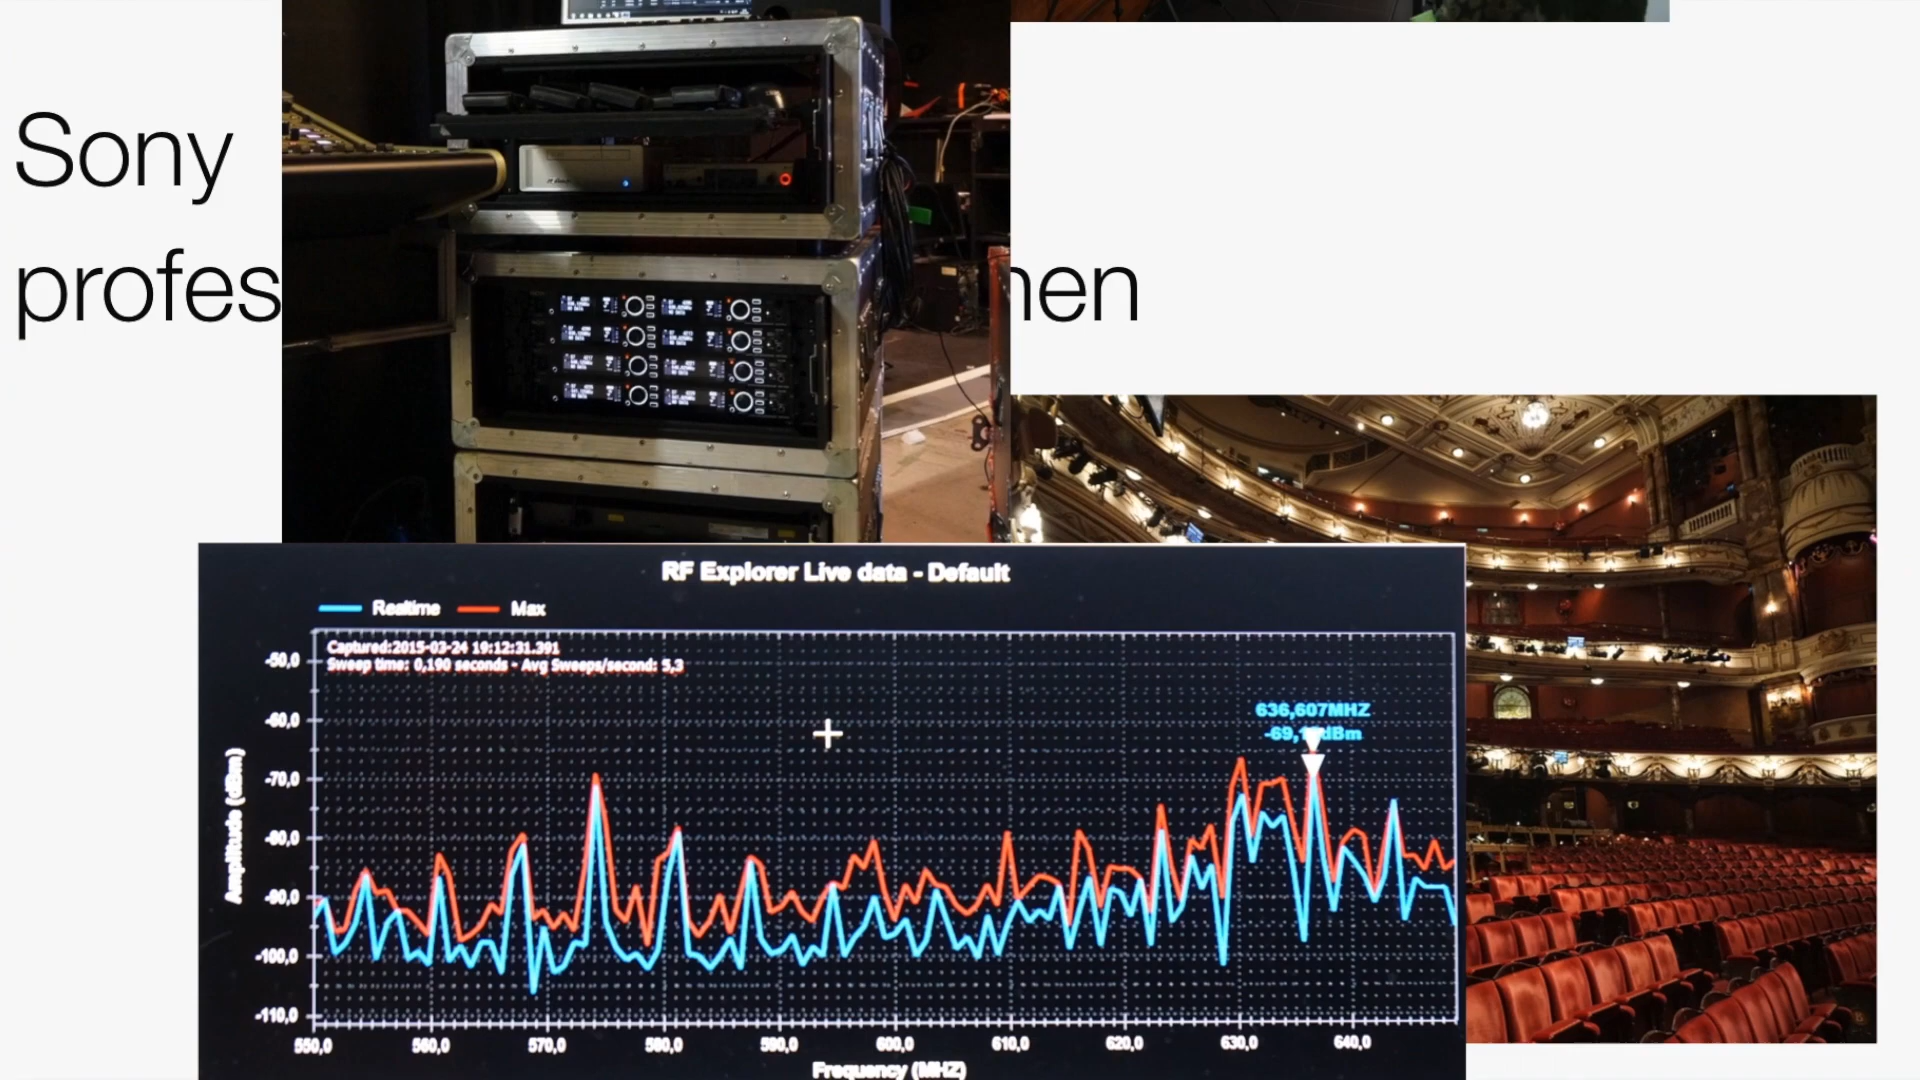 Sony
profes
nen
RF Explorer Live data - Default
Realtime Max
Captured:2015-03-24 19:12:31.391
Sweep time: 0,190 seconds - Avg Sweeps/second: 5,3
636,607MHZ
-50,0
-60,0
-70,0
-80,0
-90,0
-100,0
-110,0
Amplitude (dBm)
550,0 560,0 570,0 580,0 590,0 600,0 610,0 620,0 630,0 640,0
Frequency (MHZ)